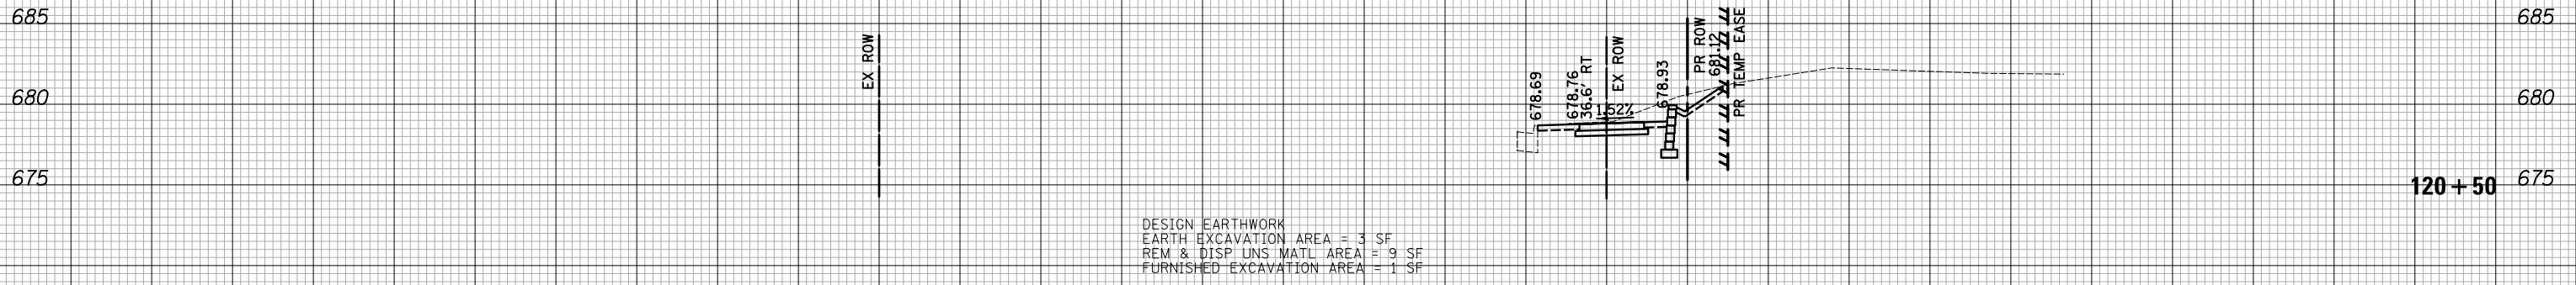 685
685
680
680
675
675
EX ROW
678.69
678.76
36.6' RT
EX ROW
1.52%
678.93
PR ROW
681.12
PR TEMP EASE
120+50
DESIGN EARTHWORK
EARTH EXCAVATION AREA = 3 SF
REM & DISP UNS MATL AREA = 9 SF
FURNISHED EXCAVATION AREA = 1 SF